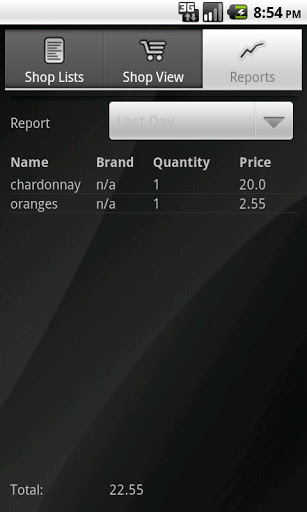 3G 8:54 PM
Shop Lists Shop View Reports
Report Last Day
Name Brand Quantity Price
chardonnay n/a 1 20.0
oranges n/a 1 2.55
Total: 22.55